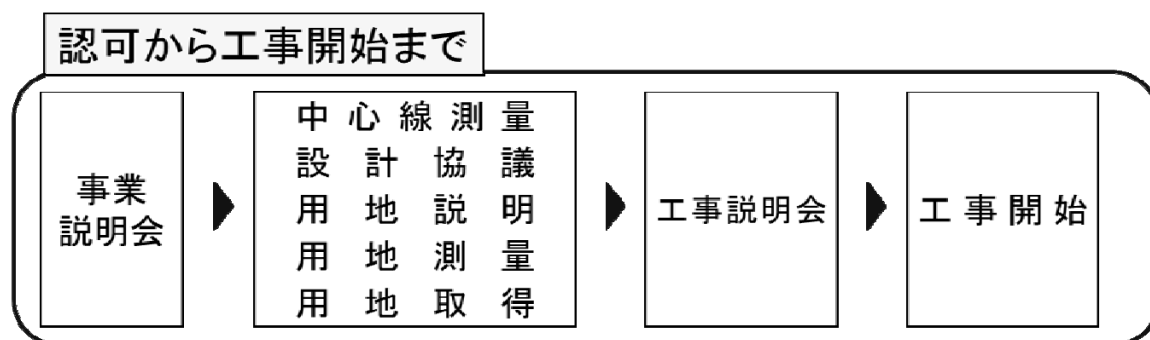 認可から工事開始まで
事業
説明会
中心線測量
設計協議
用地説明
用地測量
用地取得
工事説明会
工事開始